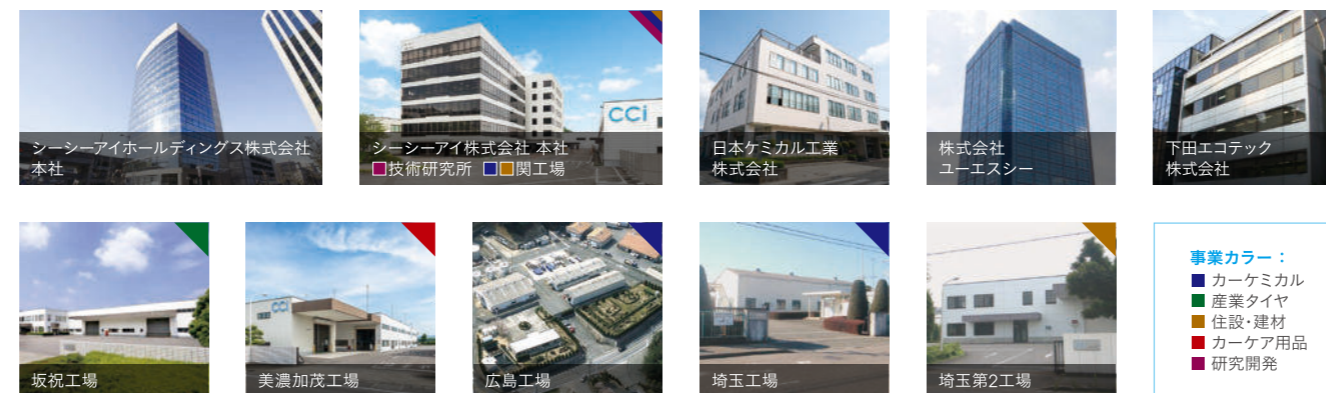 シーシーアイホールディングス株式会社
本社
CCI
シーシーアイ株式会社 本社
■技術研究所 ■■関工場
日本ケミカル工業
株式会社
株式会社
ユーエスシー
下田エコテック
株式会社
坂祝工場
CCI
美濃加茂工場
広島工場
埼玉工場
埼玉第2工場
事業カラー：
■ カーケミカル
■ 産業タイヤ
■ 住設・建材
■ カーケア用品
■ 研究開発